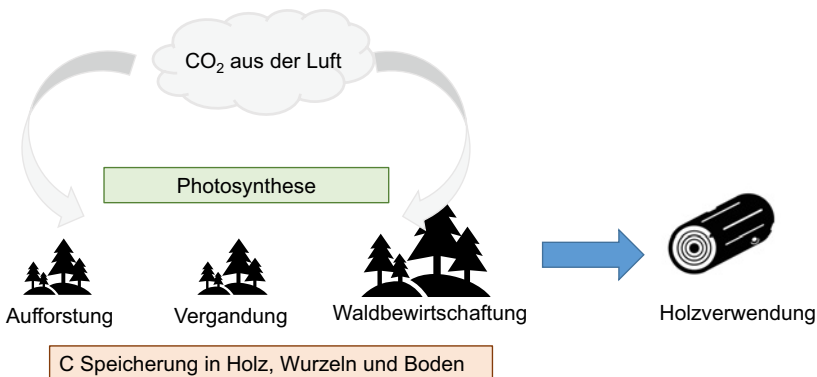 CO₂ aus der Luft
Photosynthese
Aufforstung
Vergandung
Waldbewirtschaftung
Holzverwendung
C Speicherung in Holz, Wurzeln und Boden